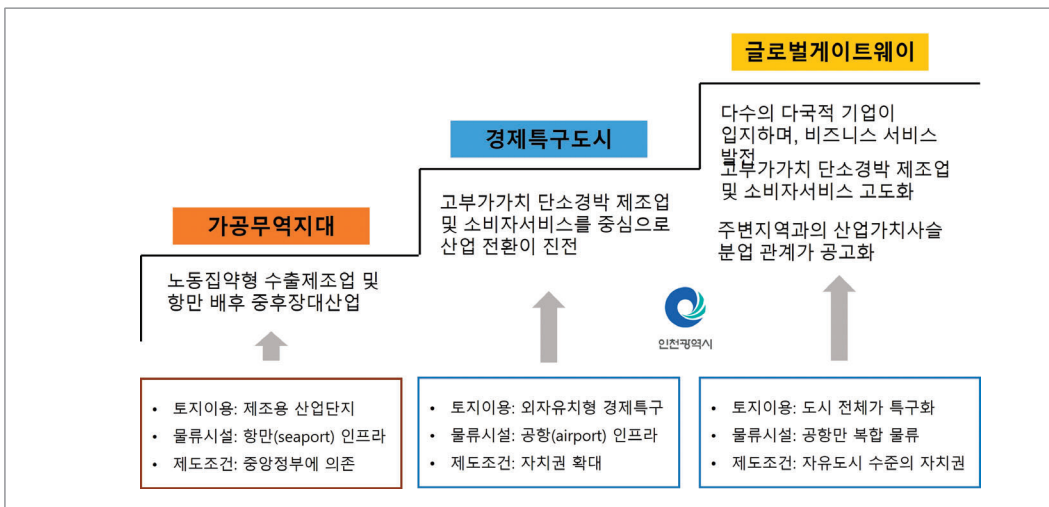 글로벌게이트웨이
다수의 다국적 기업이
입지하며, 비즈니스 서비스
발전
고부가가치 단소경박 제조업
및 소비자서비스 고도화
주변지역과의 산업가치사슬
분업 관계가 공고화
경제특구도시
고부가가치 단소경박 제조업
및 소비자서비스를 중심으로
산업 전환이 진전
가공무역지대
노동집약형 수출제조업 및
항만 배후 중후장대산업
인천광역시
• 토지이용: 제조용 산업단지
• 물류시설: 항만(seaport) 인프라
• 제도조건: 중앙정부에 의존
• 토지이용: 외자유치형 경제특구
• 물류시설: 공항(airport) 인프라
• 제도조건: 자치권 확대
• 토지이용: 도시 전체가 특구화
• 물류시설: 공항만 복합 물류
• 제도조건: 자유도시 수준의 자치권